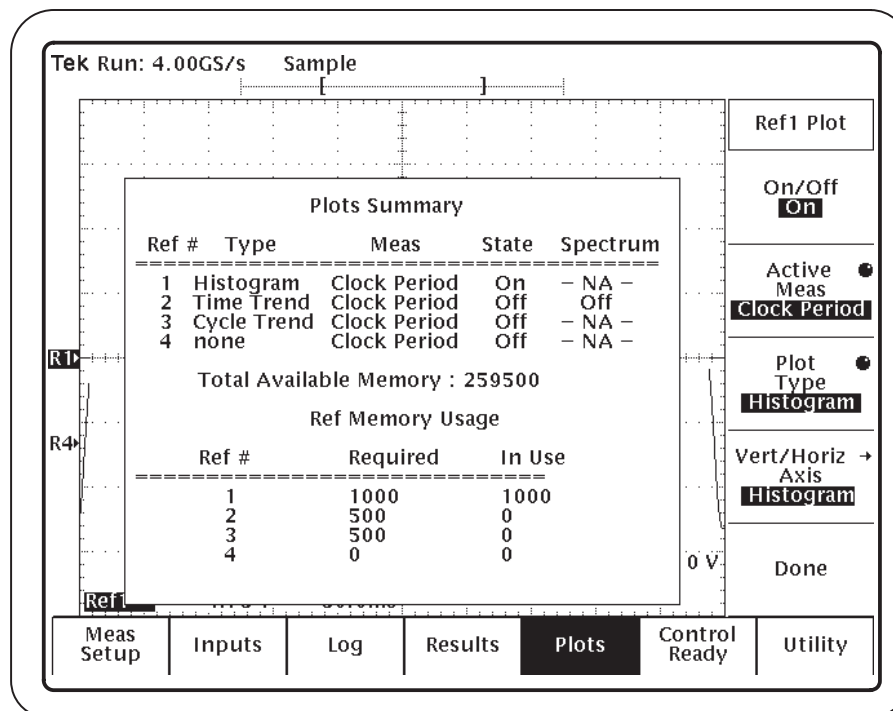 Tek Run: 4.00GS/s Sample
Plots Summary
Ref # Type Meas State Spectrum
1 Histogram Clock Period On – NA –
2 Time Trend Clock Period Off Off
3 Cycle Trend Clock Period Off – NA –
4 none Clock Period Off – NA –
Total Available Memory : 259500
Ref Memory Usage
Ref # Required In Use
1 1000 1000
2 500 0
3 500 0
4 0 0
R1
R4
0 V
Ref1
Ref1 Plot
On/Off
On
Active
Meas
Clock Period
Plot
Type
Histogram
Vert/Horiz →
Axis
Histogram
Done
Meas
Setup
Inputs
Log
Results
Plots
Control
Ready
Utility